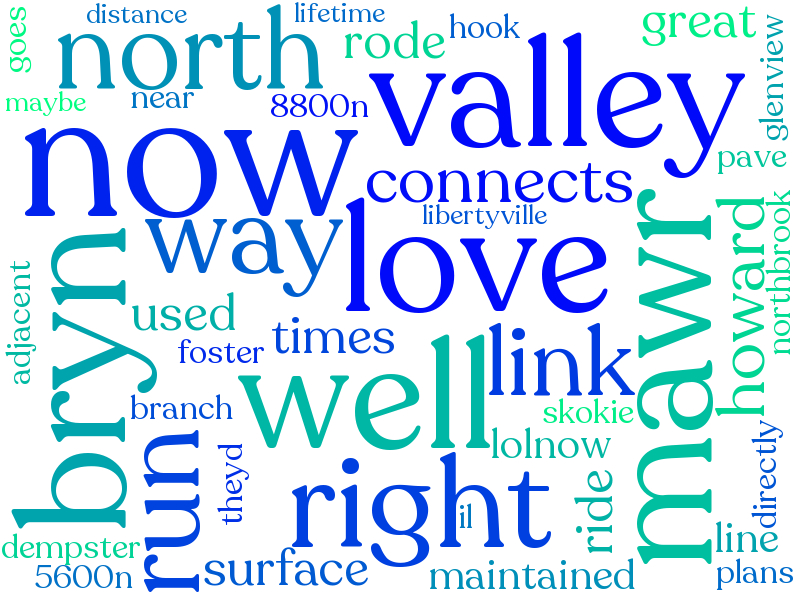 goes
distance
lifetime
hook
great
north
rode
valley
glenview
maybe
near
8800n
now
connects
pave
libertyville
way
love
mawr
howard
northbrook
bryn
adjacent
used
times
foster
link
well
branch
skokie
lolnow
run
theyd
right
il
ride
directly
dempster
line
5600n
surface
maintained
plans